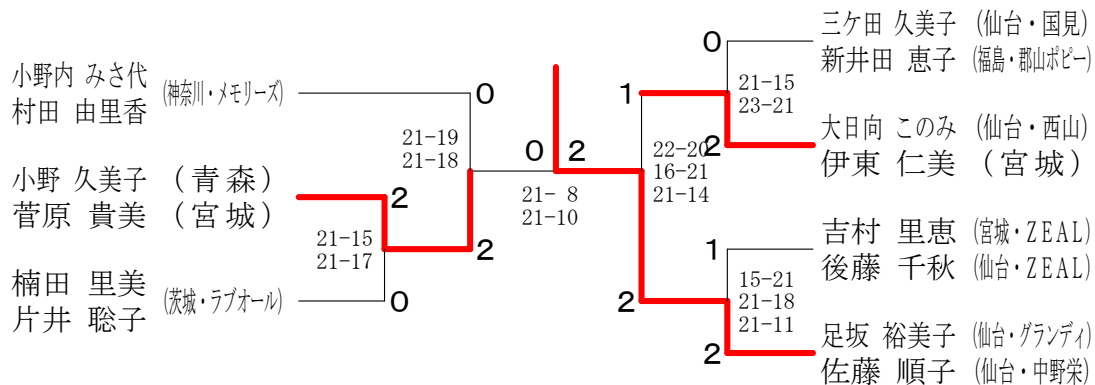 小野内 みさ代 (神奈川・メモリーズ)
村田 由里香
0
21-19
21-18
小野 久美子 (青森)
菅原 貴美 (宮城)
2
21-15
21-17
2
楠田 里美 (茨城・ラブオール)
片井 聡子
0
0 2
21- 8
21-10
三ケ田 久美子 (仙台・国見)
新井田 恵子 (福島・郡山ポピー)
0
21-15
23-21
1
大日向 このみ (仙台・西山)
伊東 仁美 (宮城)
2
22-20
16-21
21-14
吉村 里恵 (宮城・ZEAL)
後藤 千秋 (仙台・ZEAL)
1
15-21
21-18
21-11
2
足坂 裕美子 (仙台・グランディ)
佐藤 順子 (仙台・中野栄)
2